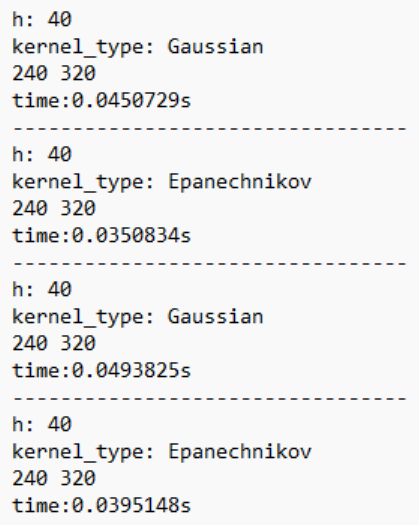 h: 40
kernel_type: Gaussian
240 320
time:0.0450729s
---------------------------------
h: 40
kernel_type: Epanechnikov
240 320
time:0.0350834s
---------------------------------
h: 40
kernel_type: Gaussian
240 320
time:0.0493825s
---------------------------------
h: 40
kernel_type: Epanechnikov
240 320
time:0.0395148s